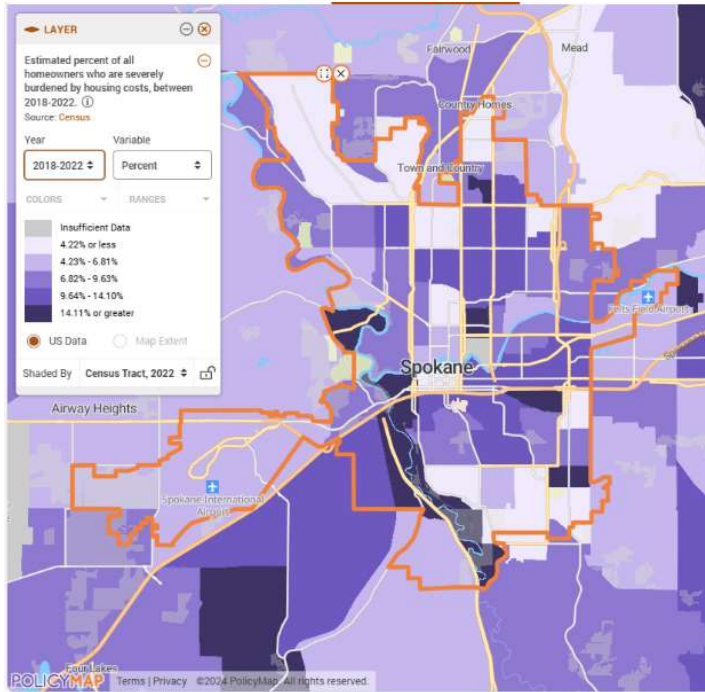 LAYER
Estimated percent of all
homeowners who are severely
burdened by housing costs, between
2018-2022.
Source: Census
Year
Variable
2018-2022
Percent
COLORS
RANGES
Insufficient Data
4.22% or less
4.23% - 6.81%
6.82% - 9.63%
9.64% - 14.10%
14.11% or greater
US Data
Map Extent
Shaded By
Census Tract, 2022
Fairwood
Mead
Country Homes
Town and Country
Felts Field Airport
Spokane
Airway Heights
Spokane International
Airport
Four Lakes
POLICYMAP
Terms | Privacy ©2024 PolicyMap. All rights reserved.